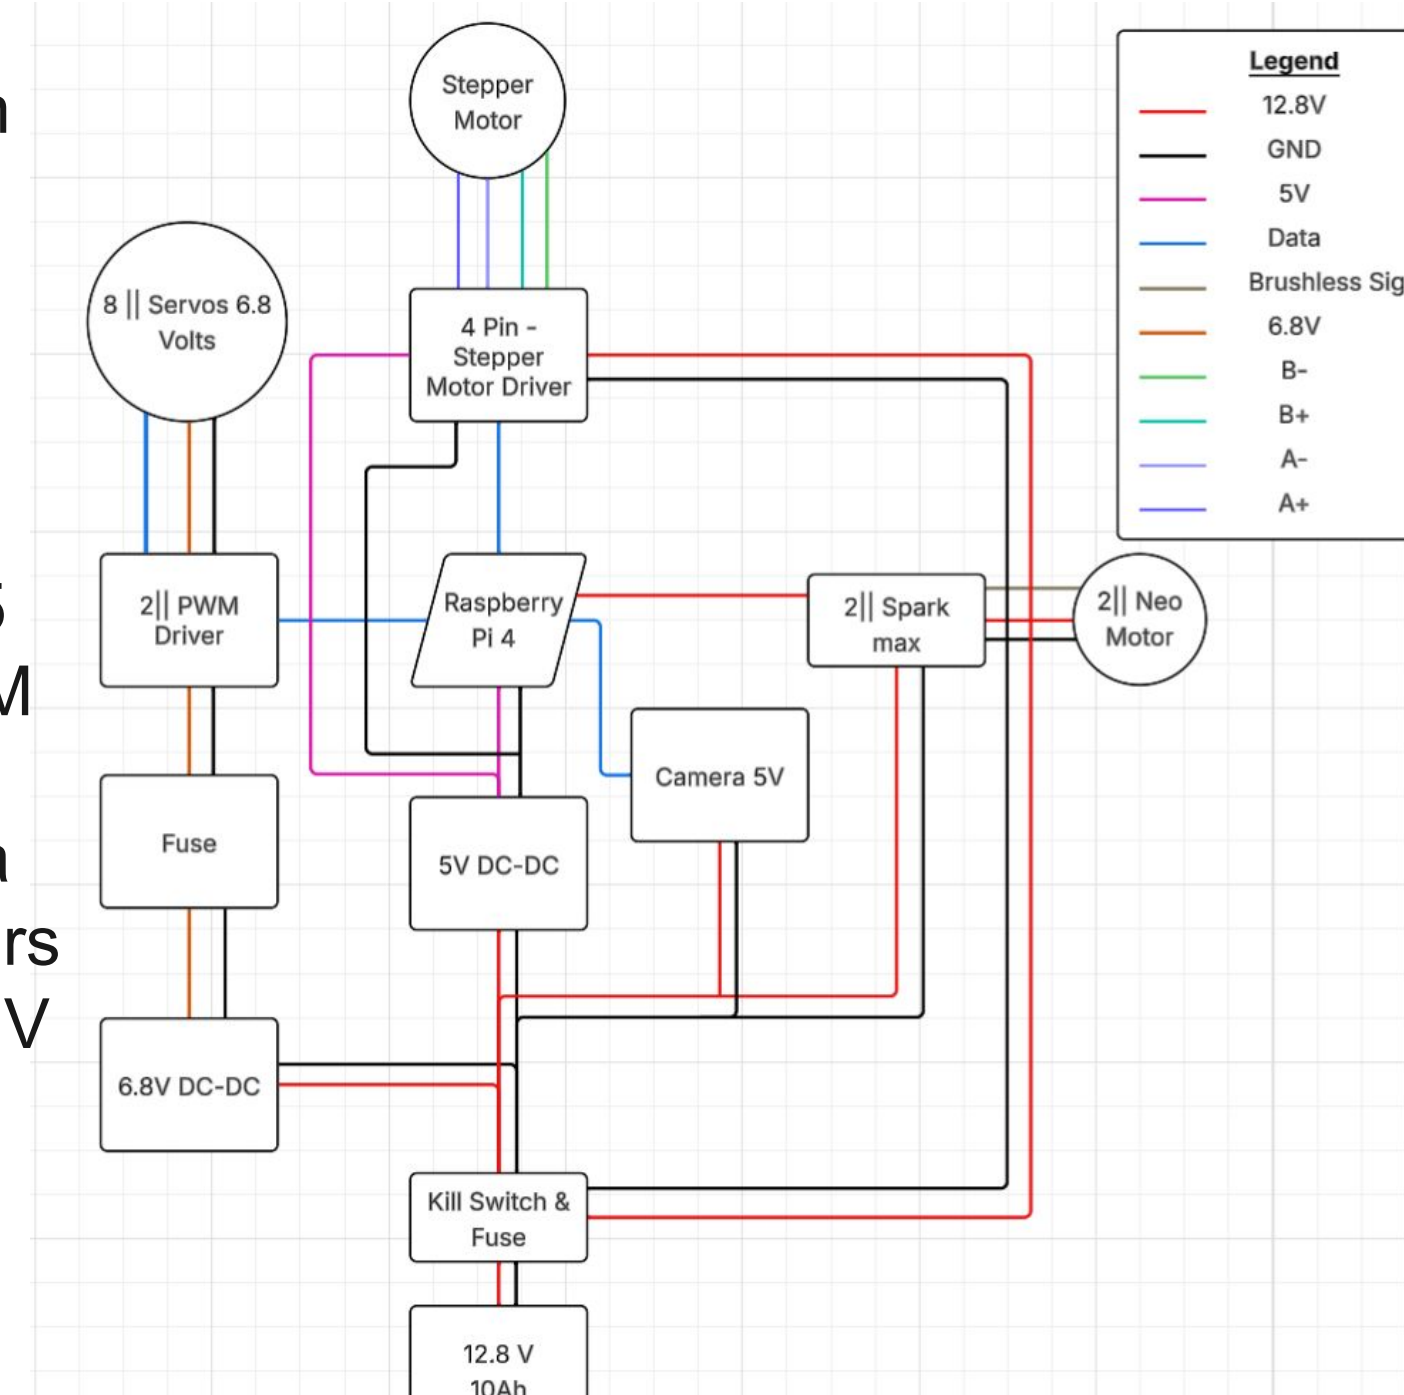 Stepper
Motor
8 || Servos 6.8
Volts
4 Pin -
Stepper
Motor Driver
2|| PWM
Driver
Raspberry
Pi 4
2|| Spark
max
2|| Neo
Motor
Camera 5V
Fuse
5V DC-DC
6.8V DC-DC
Kill Switch &
Fuse
12.8 V
10Ah
Legend
12.8V
GND
5V
Data
Brushless Sig
6.8V
B-
B+
A-
A+
M
rs
V